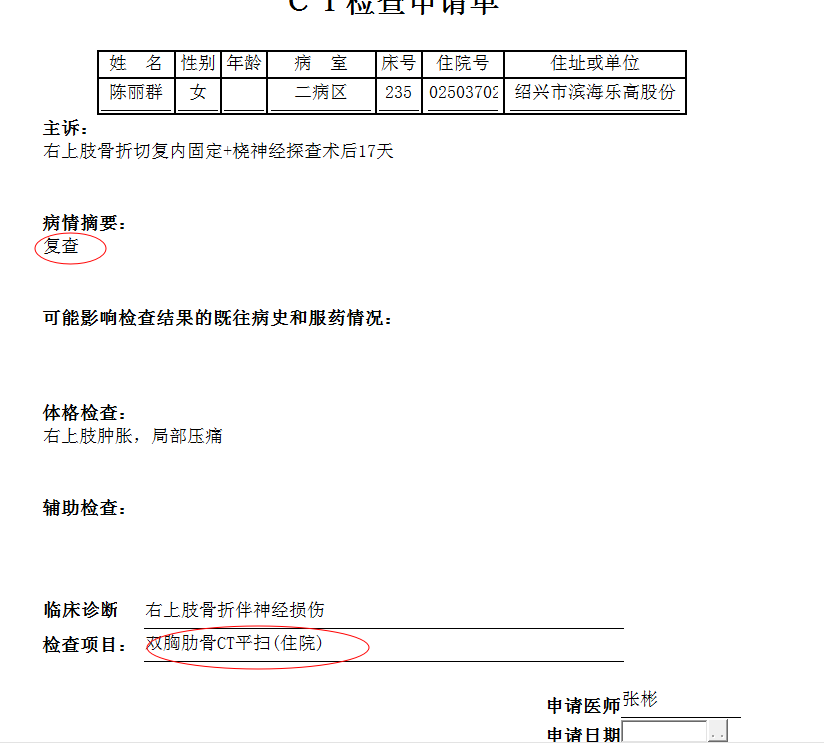 CT检查申请单
姓 名 性别 年龄 病 室 床号 住院号 住址或单位
陈丽群 女 二病区 235 02503702 绍兴市滨海乐高股份
主诉：
右上肢骨折切复内固定+桡神经探查术后17天
病情摘要：
复查
可能影响检查结果的既往病史和服药情况：
体格检查：
右上肢肿胀，局部压痛
辅助检查：
临床诊断 右上肢骨折伴神经损伤
检查项目： 双胸肋骨CT平扫(住院)
申请医师 张彬
申请日期 ..